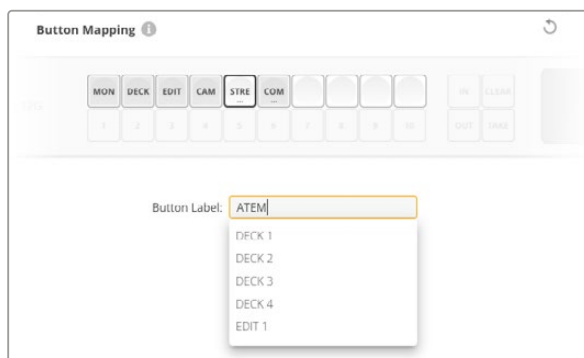 Button Mapping i
MON DECK EDIT CAM STRE... COM... IN CLEAR
1 2 3 4 5 6 7 8 9 10 OUT TAKE
Button Label: ATEM
DECK 1
DECK 2
DECK 3
DECK 4
EDIT 1